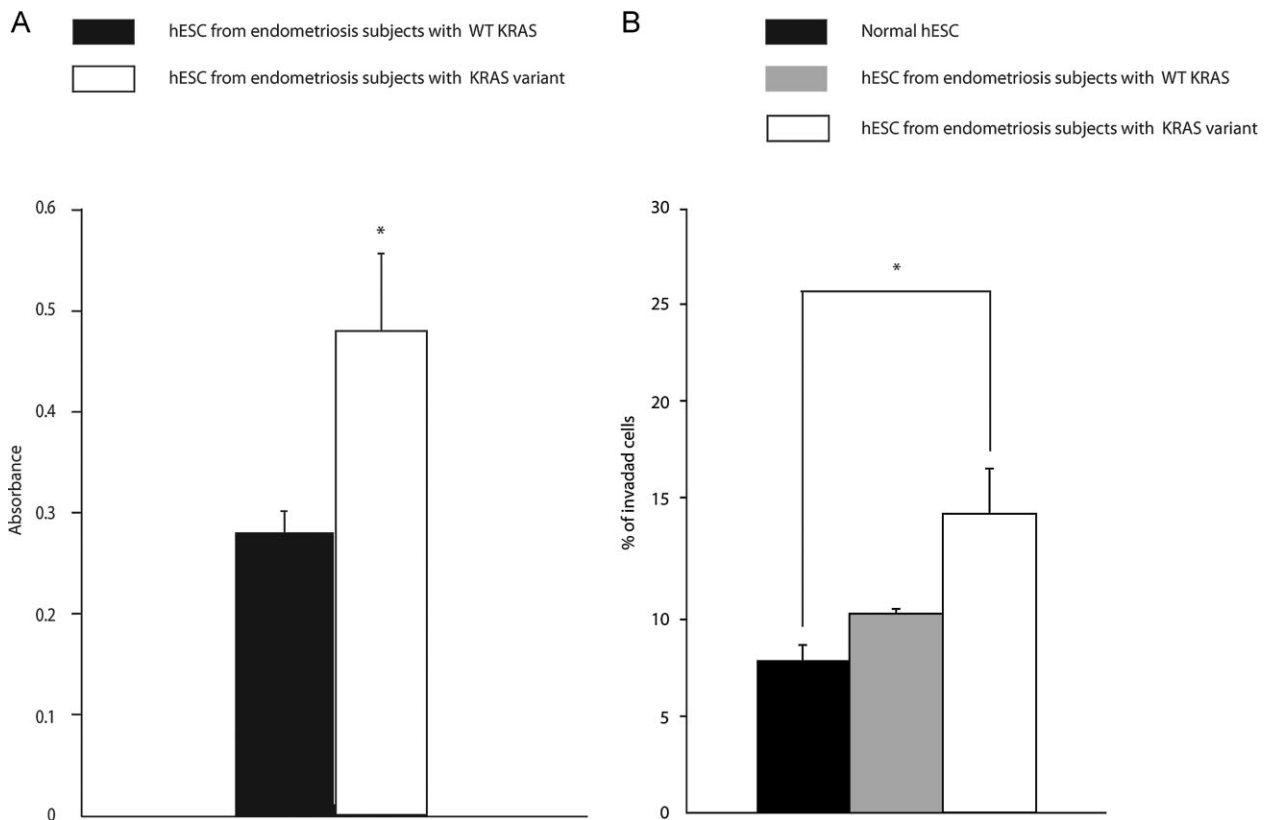 A
hESC from endometriosis subjects with WT KRAS
hESC from endometriosis subjects with KRAS variant
0.6
0.5
0.4
0.3
0.2
0.1
0
Absorbance
*
B
Normal hESC
hESC from endometriosis subjects with WT KRAS
hESC from endometriosis subjects with KRAS variant
30
25
20
15
10
5
0
% of invadad cells
*